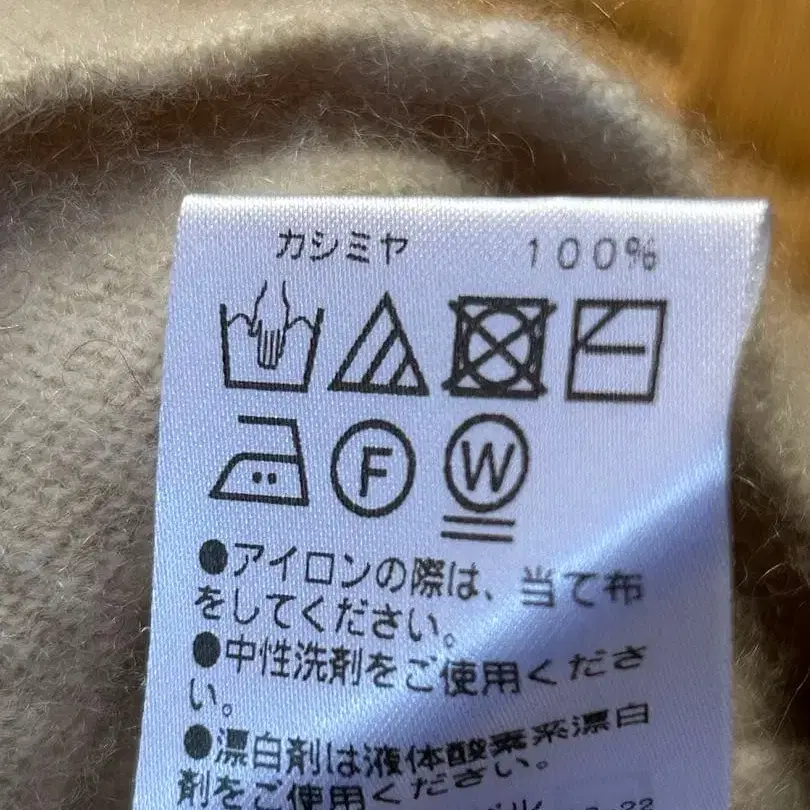 カシミヤ 100%
F W
●アイロンの際は、当て布
をしてください。
●中性洗剤をご使用くださ
い。
●漂白剤は液体酸素系漂白
剤をご使用ください。